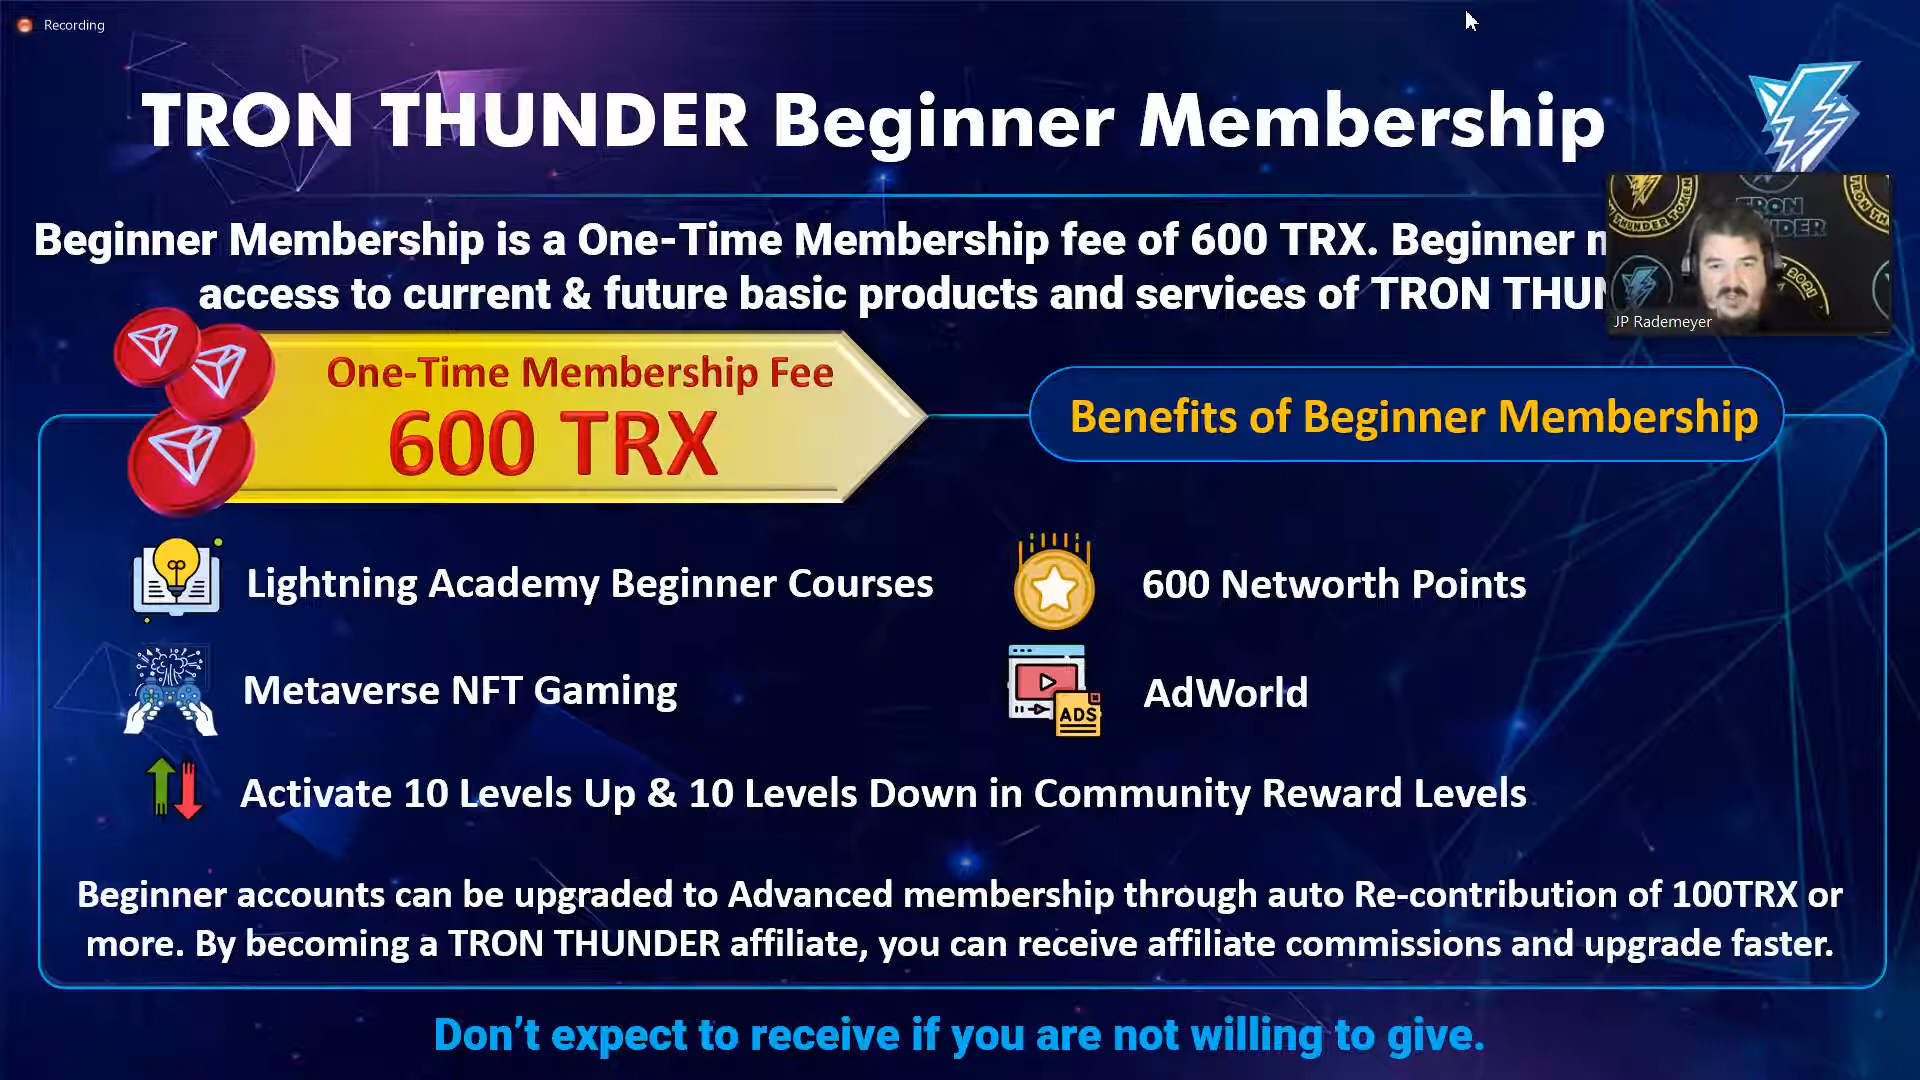 Recording
TRON THUNDER Beginner Membership
Beginner Membership is a One-Time Membership fee of 600 TRX. Beginner
access to current & future basic products and services of TRON
THUNDER TOKEN
TRON
JP Rademeyer
One-Time Membership Fee
600 TRX
Benefits of Beginner Membership
Lightning Academy Beginner Courses
600 Networth Points
Metaverse NFT Gaming
ADS
AdWorld
Activate 10 Levels Up & 10 Levels Down in Community Reward Levels
Beginner accounts can be upgraded to Advanced membership through auto Re-contribution of 100TRX or
more. By becoming a TRON THUNDER affiliate, you can receive affiliate commissions and upgrade faster.
Don’t expect to receive if you are not willing to give.